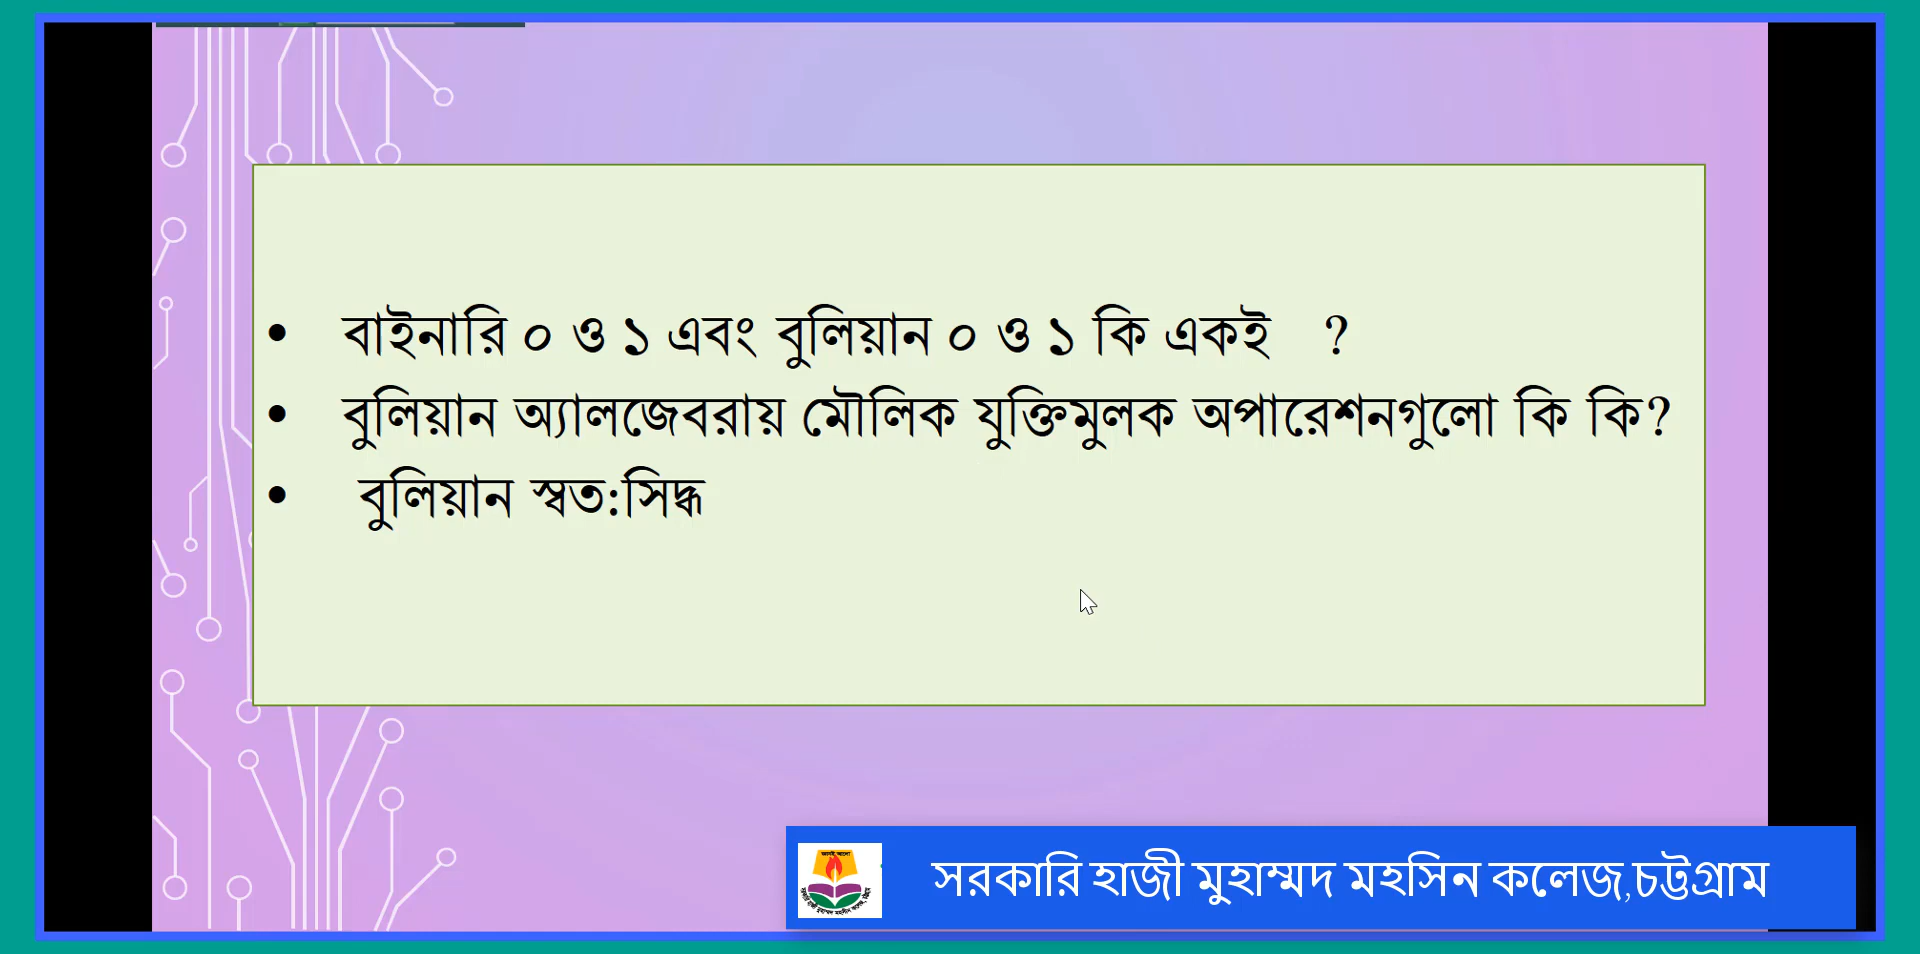 • বাইনারি ০ ও ১ এবং বুলিয়ান ০ ও ১ কি একই ?
• বুলিয়ান অ্যালজেবরায় মৌলিক যুক্তিমুলক অপারেশনগুলো কি কি?
• বুলিয়ান স্বত:সিদ্ধ
সরকারি হাজী মুহাম্মদ মহসিন কলেজ,চট্টগ্রাম